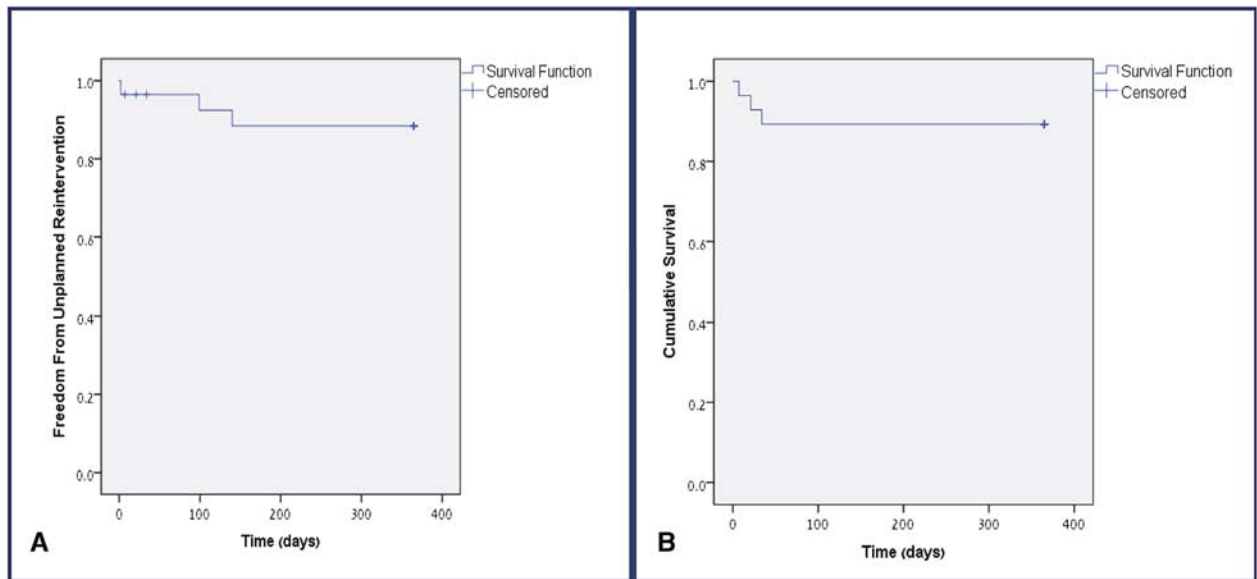 Survival Function
Censored
1.0
0.8
0.6
0.4
0.2
0.0
Freedom From Unplanned Reintervention
0 100 200 300 400
Time (days)
A
Survival Function
Censored
1.0
0.8
0.6
0.4
0.2
0.0
Cumulative Survival
0 100 200 300 400
Time (days)
B